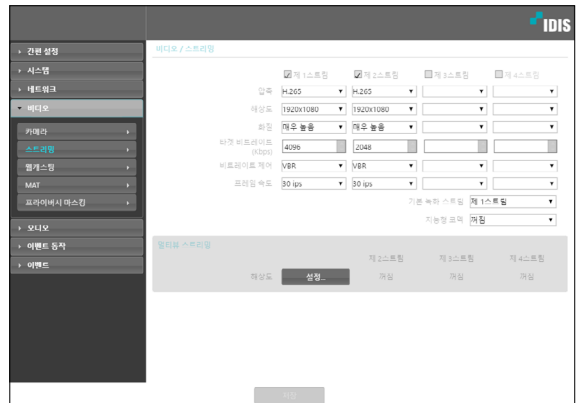 IDIS
간편 설정
시스템
네트워크
비디오
카메라
스트리밍
웹캐스팅
MAT
프라이버시 마스킹
오디오
이벤트 동작
이벤트
비디오 / 스트리밍
제 1스트림 제 2스트림 제 3스트림 제 4스트림
압축 H.265 H.265
해상도 1920x1080 1920x1080
화질 매우 높음 매우 높음
타겟 비트레이트 (Kbps) 4096 2048
비트레이트 제어 VBR VBR
프레임 속도 30 ips 30 ips
기본 녹화 스트림 제 1스트림
지능형 코덱 꺼짐
멀티뷰 스트리밍
제 2스트림 제 3스트림 제 4스트림
해상도 설정... 꺼짐 꺼짐 꺼짐
저장